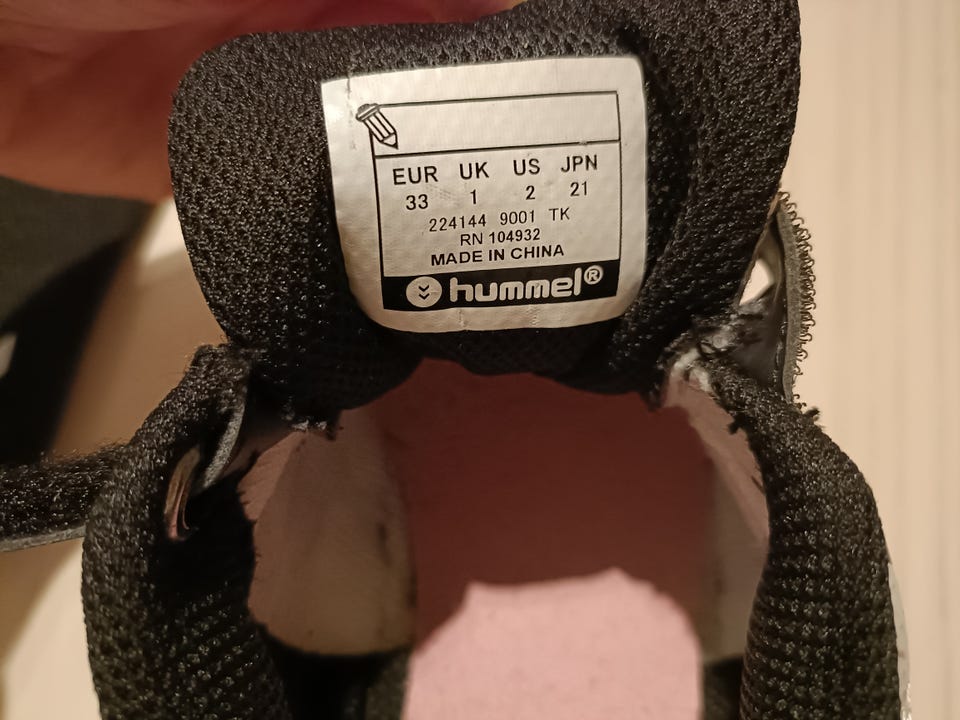 EUR UK US JPN
33 1 2 21
224144 9001 TK
RN 104932
MADE IN CHINA
hummel®